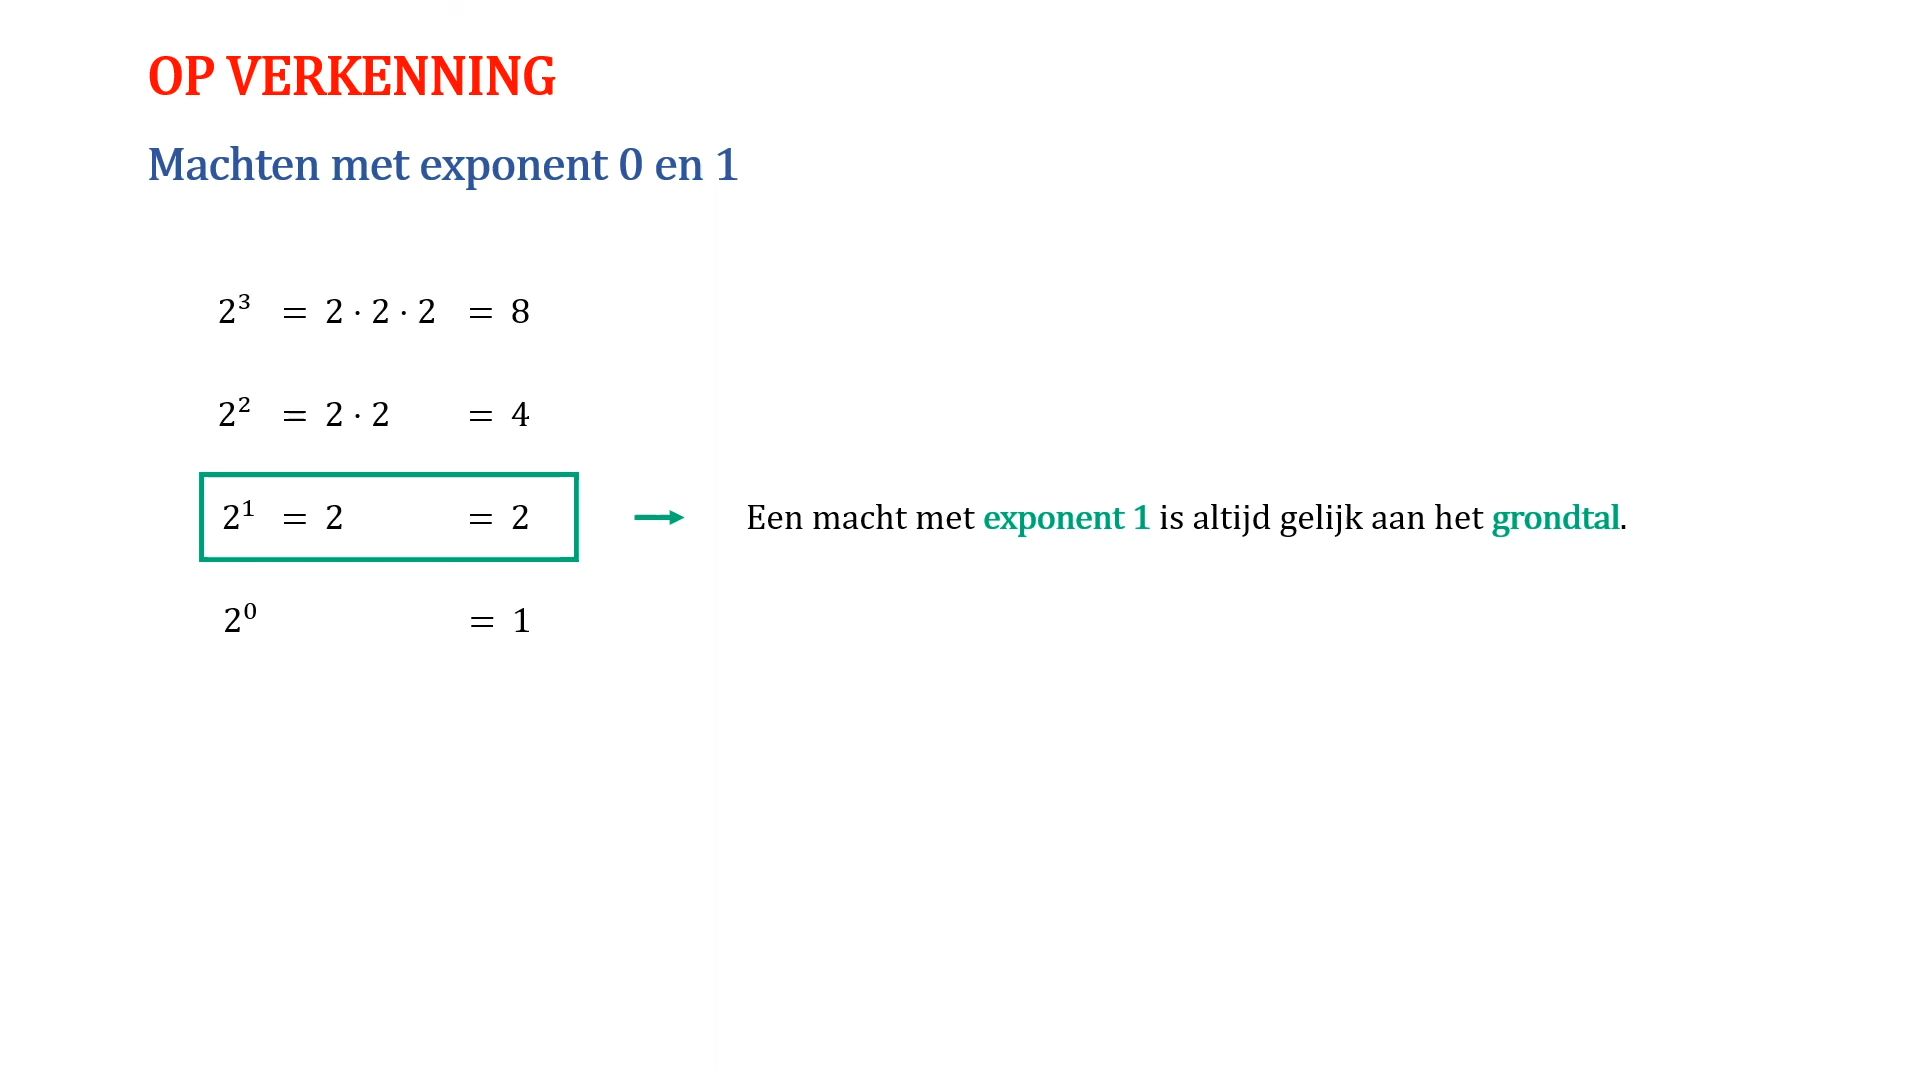 OP VERKENNING
Machten met exponent 0 en 1
2³ = 2 · 2 · 2 = 8
2² = 2 · 2 = 4
2¹ = 2 = 2 Een macht met exponent 1 is altijd gelijk aan het grondtal.
2⁰ = 1